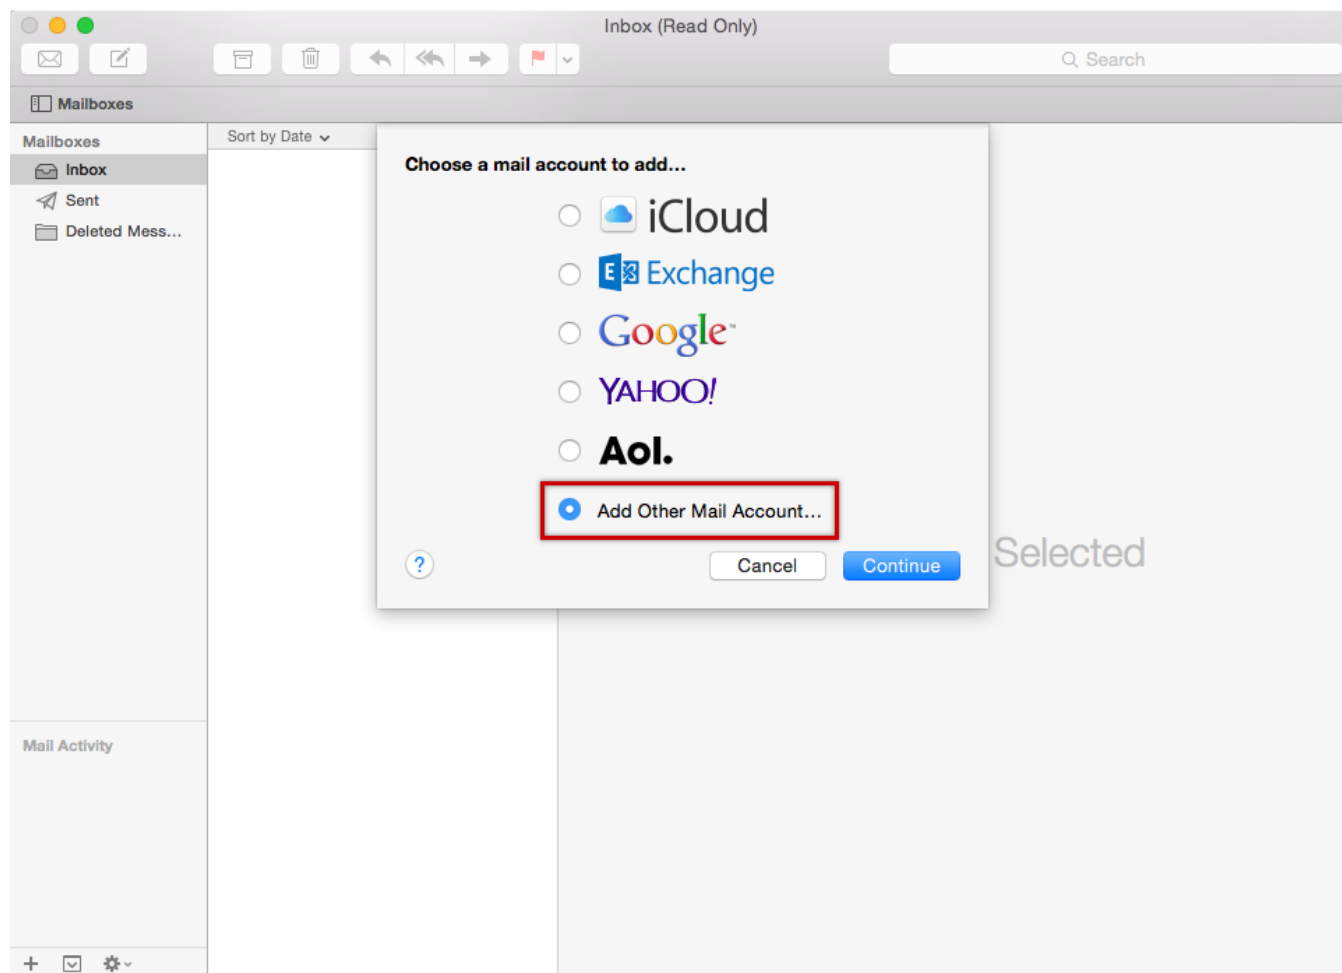 Inbox (Read Only)
Search
Mailboxes
Mailboxes
Inbox
Sent
Deleted Mess...
Sort by Date
Choose a mail account to add...
iCloud
E Exchange
Google™
YAHOO!
Aol.
Add Other Mail Account...
?
Cancel
Continue
Selected
Mail Activity